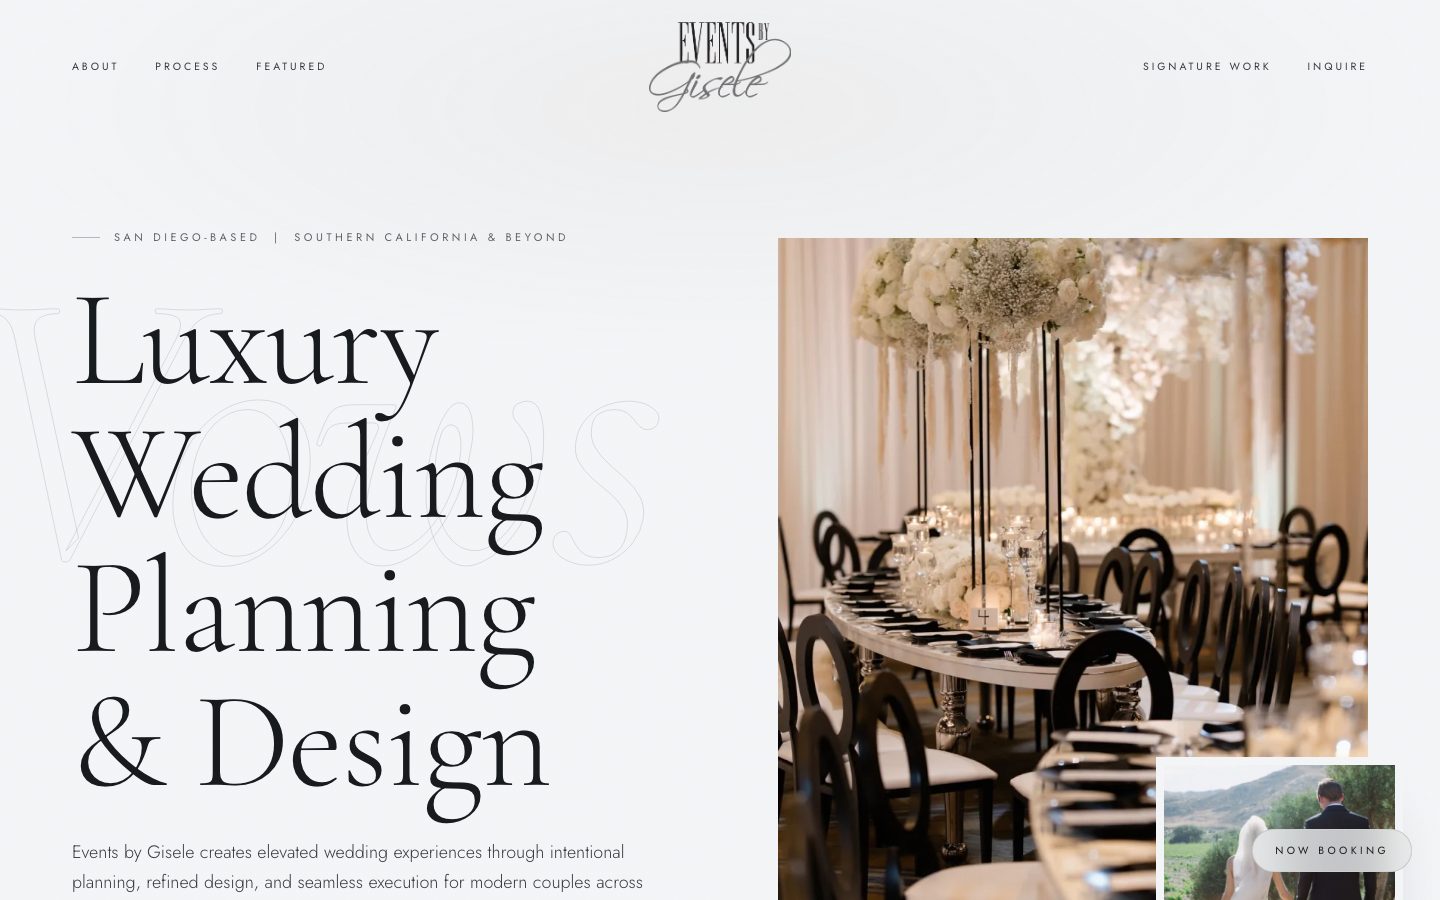 ABOUT PROCESS FEATURED
EVENTS BY
Gisele
SIGNATURE WORK INQUIRE
SAN DIEGO-BASED | SOUTHERN CALIFORNIA & BEYOND
Vows
Luxury
Wedding
Planning
& Design
4
Events by Gisele creates elevated wedding experiences through intentional
planning, refined design, and seamless execution for modern couples across
NOW BOOKING